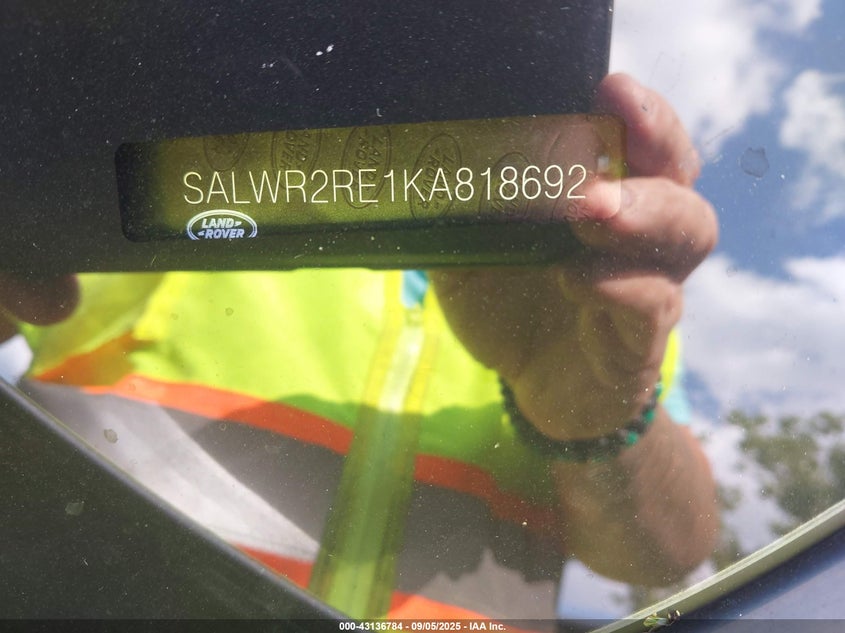 SALWR2RE1KA818692
LAND
ROVER
000-43136784 - 09/05/2025 - IAA Inc.